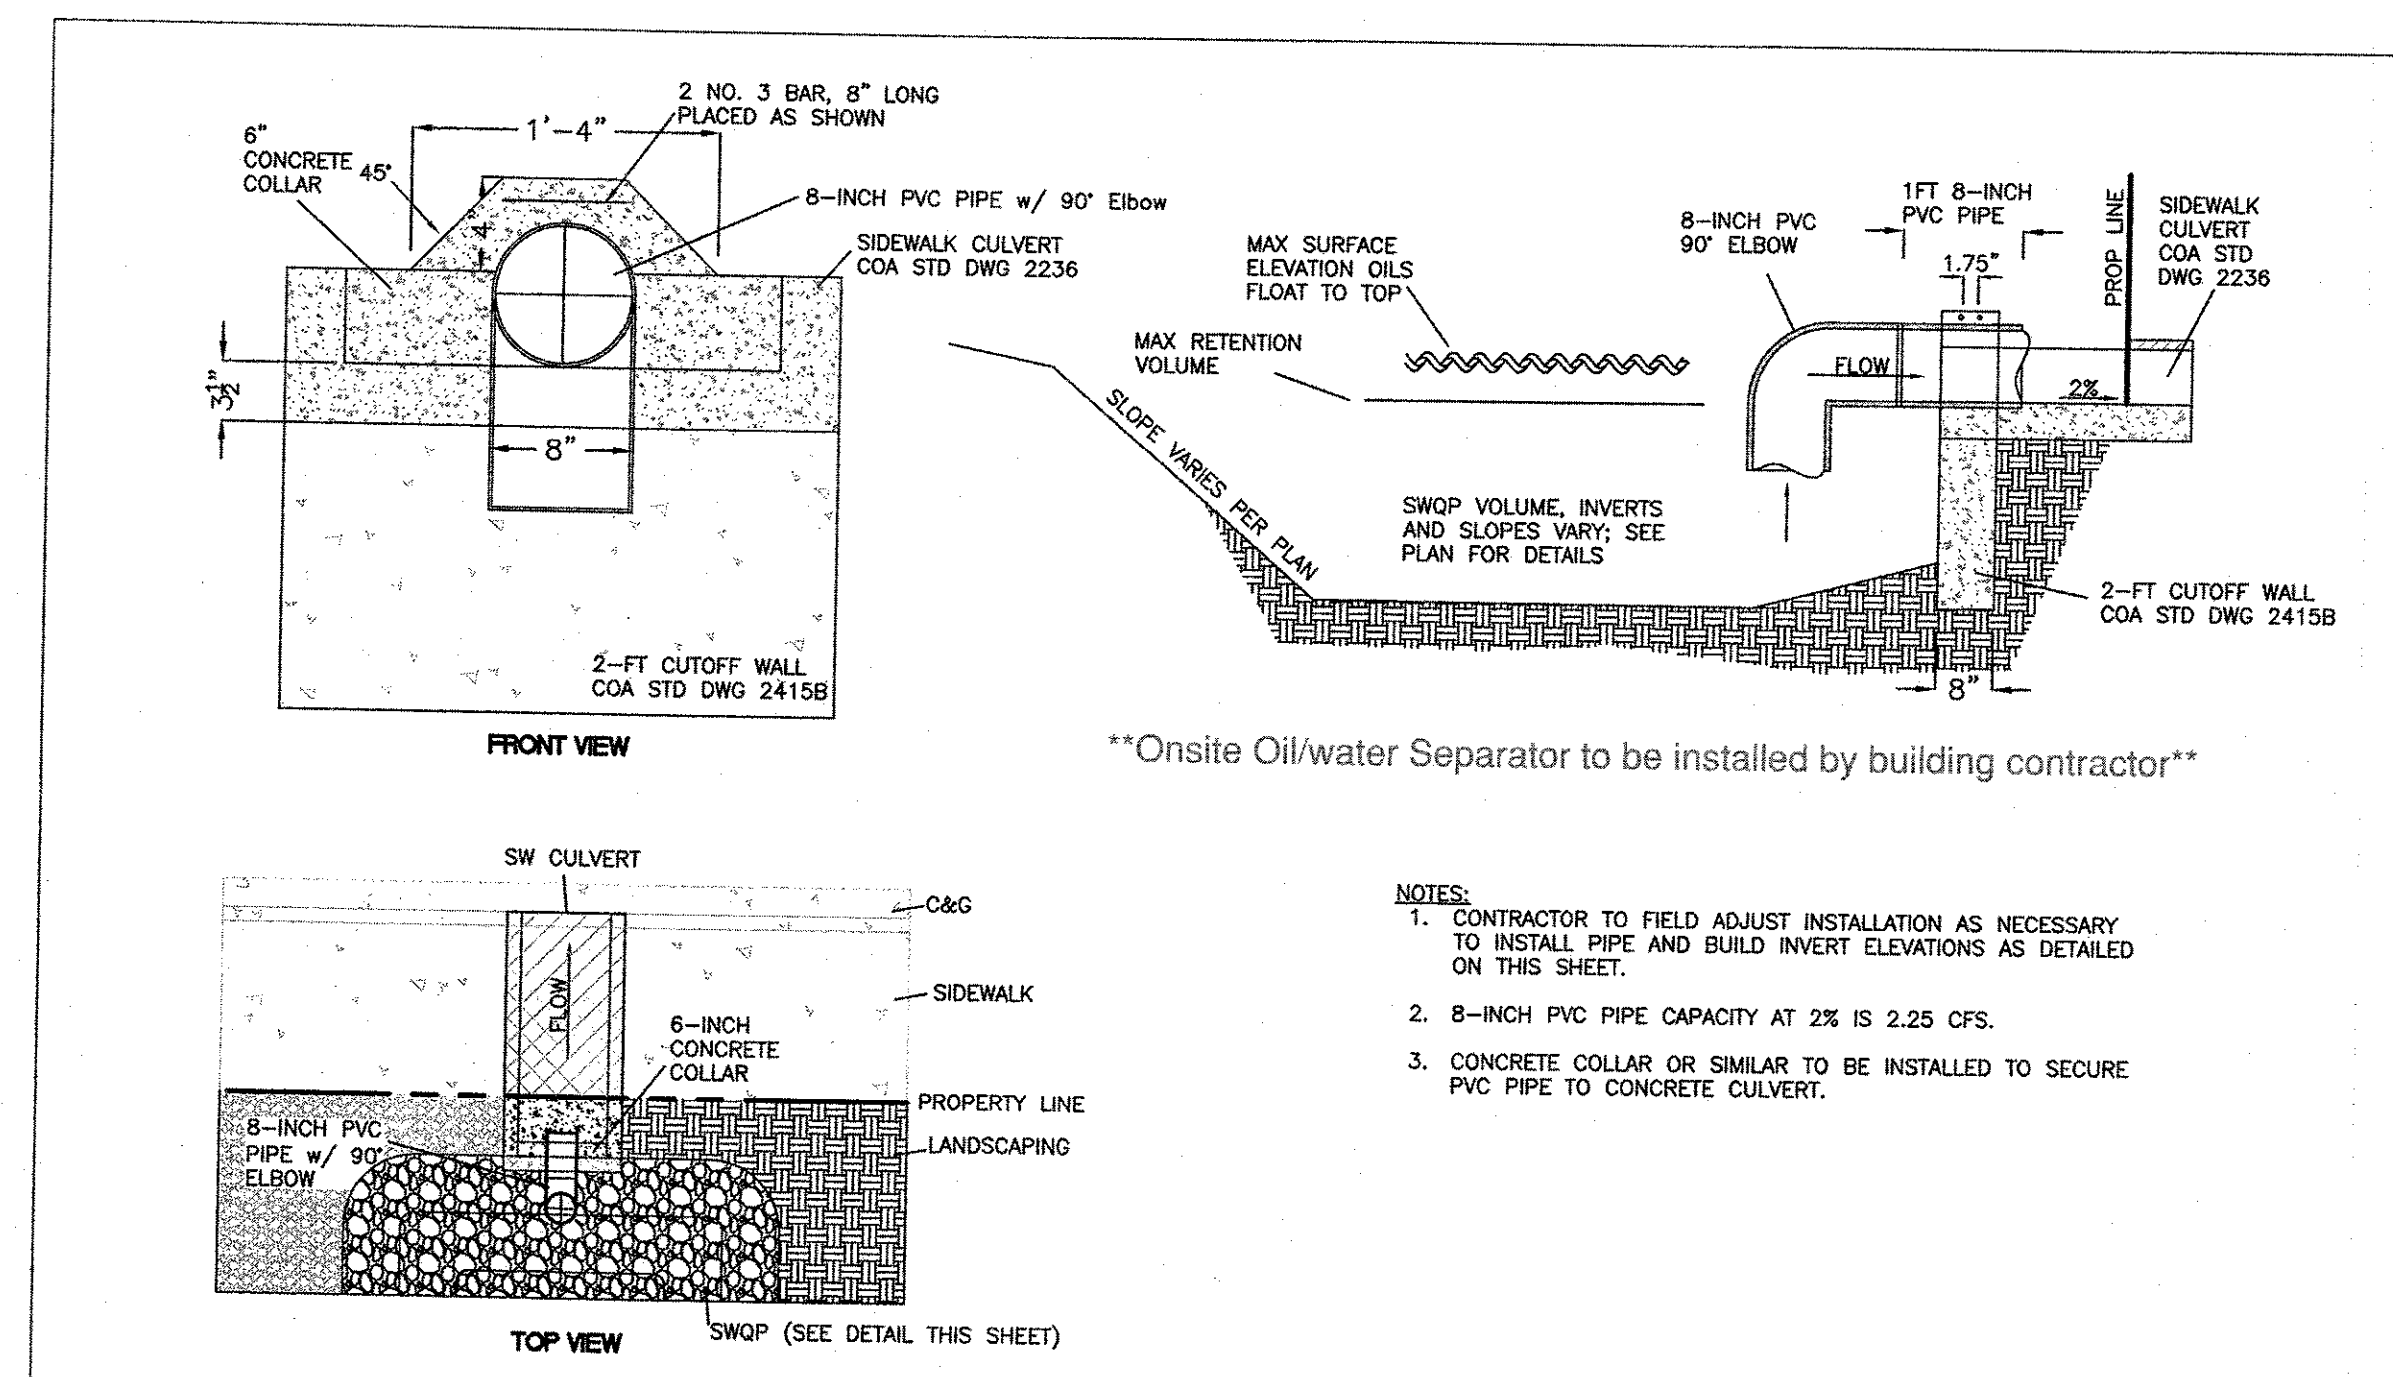 2 NO. 3 BAR, 8" LONG
PLACED AS SHOWN
1'-4"
6"
CONCRETE
COLLAR
45°
4"
8-INCH PVC PIPE w/ 90° Elbow
SIDEWALK CULVERT
COA STD DWG 2236
3½"
8"
2-FT CUTOFF WALL
COA STD DWG 2415B
FRONT VIEW
MAX SURFACE
ELEVATION OILS
FLOAT TO TOP
MAX RETENTION
VOLUME
8-INCH PVC
90° ELBOW
1FT 8-INCH
PVC PIPE
1.75"
PROP LINE
SIDEWALK
CULVERT
COA STD
DWG 2236
FLOW
2%
SLOPE VARIES PER PLAN
SWQP VOLUME, INVERTS
AND SLOPES VARY; SEE
PLAN FOR DETAILS
2-FT CUTOFF WALL
COA STD DWG 2415B
8"
**Onsite Oil/water Separator to be installed by building contractor**
SW CULVERT
C&G
FLOW
SIDEWALK
6-INCH
CONCRETE
COLLAR
PROPERTY LINE
8-INCH PVC
PIPE w/ 90°
ELBOW
LANDSCAPING
SWQP (SEE DETAIL THIS SHEET)
TOP VIEW
NOTES:
1. CONTRACTOR TO FIELD ADJUST INSTALLATION AS NECESSARY
TO INSTALL PIPE AND BUILD INVERT ELEVATIONS AS DETAILED
ON THIS SHEET.
2. 8-INCH PVC PIPE CAPACITY AT 2% IS 2.25 CFS.
3. CONCRETE COLLAR OR SIMILAR TO BE INSTALLED TO SECURE
PVC PIPE TO CONCRETE CULVERT.